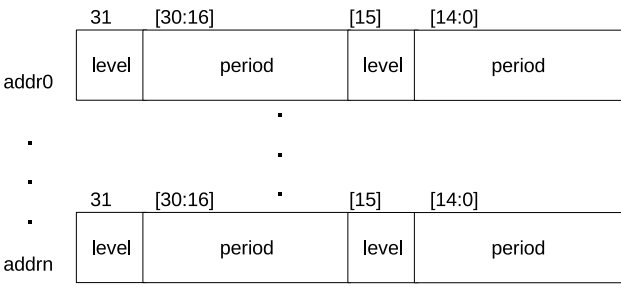 31 [30:16] [15] [14:0]
level period level period
addr0
31 [30:16] [15] [14:0]
level period level period
addrn